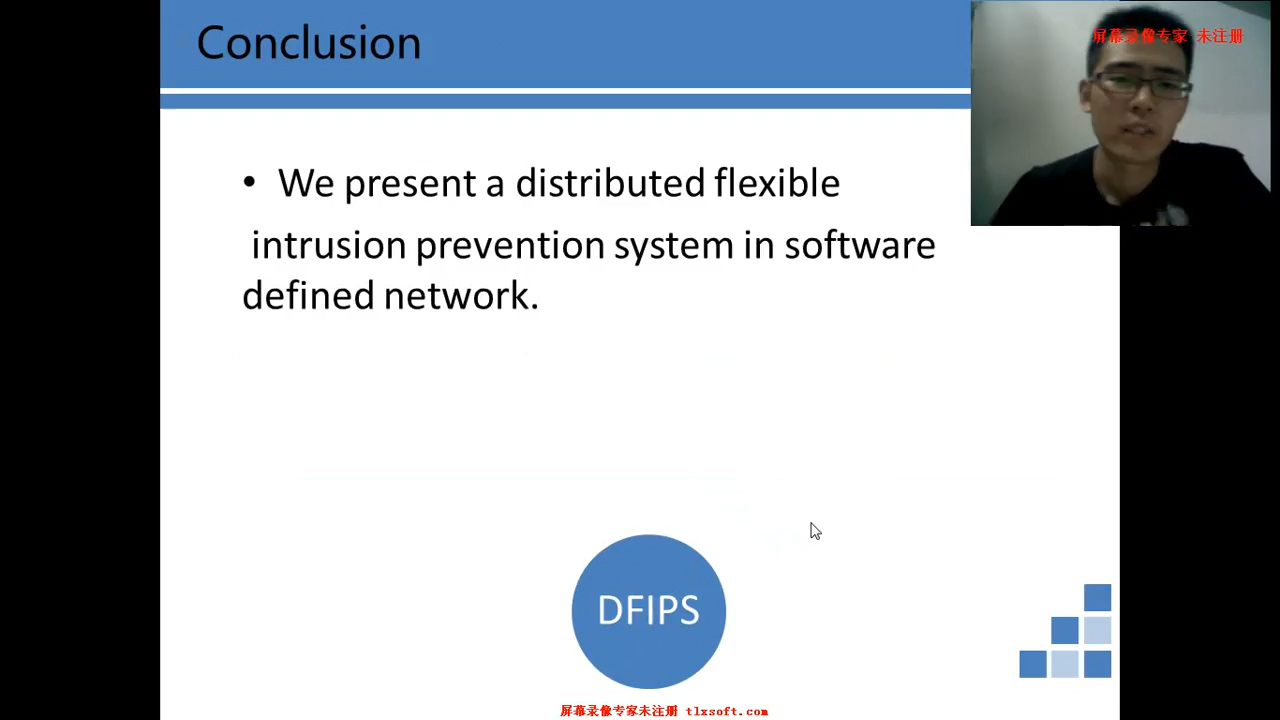 Conclusion
屏幕录像专家 未注册
• We present a distributed flexible
intrusion prevention system in software
defined network.
DFIPS
屏幕录像专家未注册 tlxsoft.com